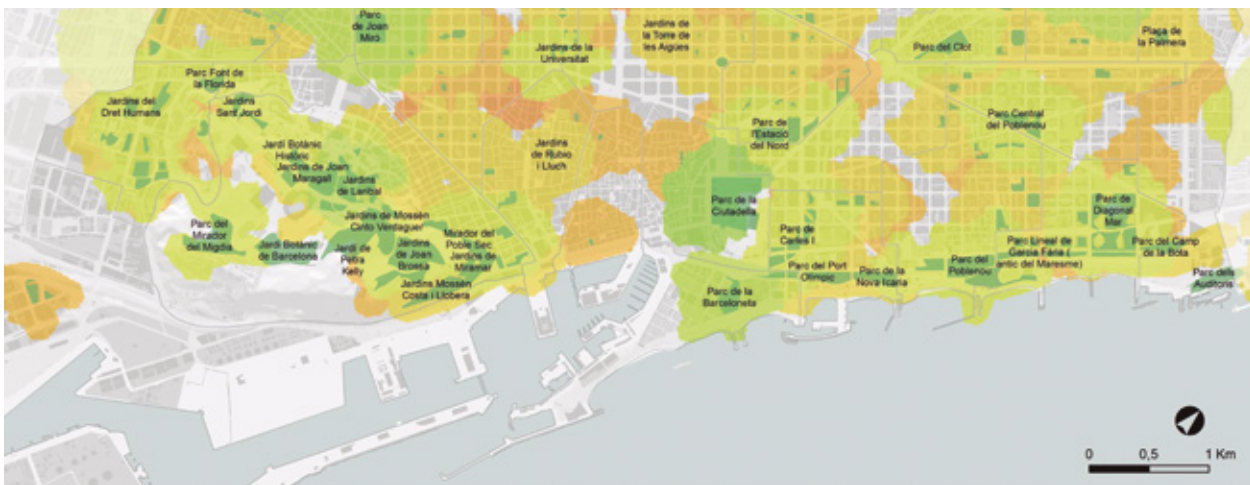 Parc
de Joan
Miró
Jardins de la
Universitat
Jardins de
la Torre de
les Aigües
Parc del Clot
Plaça de
la Palmera
Parc Font de
la Florida
Jardins del
Dret Humans
Jardins
Sant Jordi
Jardí Botànic
Històric
Jardins de Joan
Maragall
Jardins
de Laribal
Jardins
de Rubio
i Lluch
Parc de
l'Estació
del Nord
Parc Central
del Poblenou
Parc del
Mirador
del Migdia
Jardí Botànic
de Barcelona
Jardí de
Petra
Kelly
Jardins de Mossèn
Cinto Verdaguer
Jardins
de Joan
Brossa
Mirador del
Poble Sec
Jardins de
Miramar
Jardins Mossèn
Costa i Llobera
Parc de la
Ciutadella
Parc de
Carles I
Parc del Port
Olímpic
Parc de la
Nova Icaria
Parc de la
Barceloneta
Parc del
Poblenou
Parc Lineal de
Garcia Fària (
antic del Maresme)
Parc de
Diagonal
Mar
Parc del Camp
de la Bòta
Parc dels
Auditoris
0 0,5 1 Km